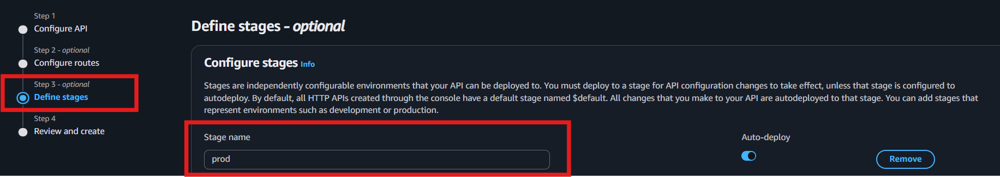 Step 1
Configure API
Step 2 - optional
Configure routes
Step 3 - optional
Define stages
Step 4
Review and create
Define stages - optional
Configure stages Info
Stages are independently configurable environments that your API can be deployed to. You must deploy to a stage for API configuration changes to take effect, unless that stage is configured to
autodeploy. By default, all HTTP APIs created through the console have a default stage named $default. All changes that you make to your API are autodeployed to that stage. You can add stages that
represent environments such as development or production.
Stage name
Auto-deploy
prod
Remove